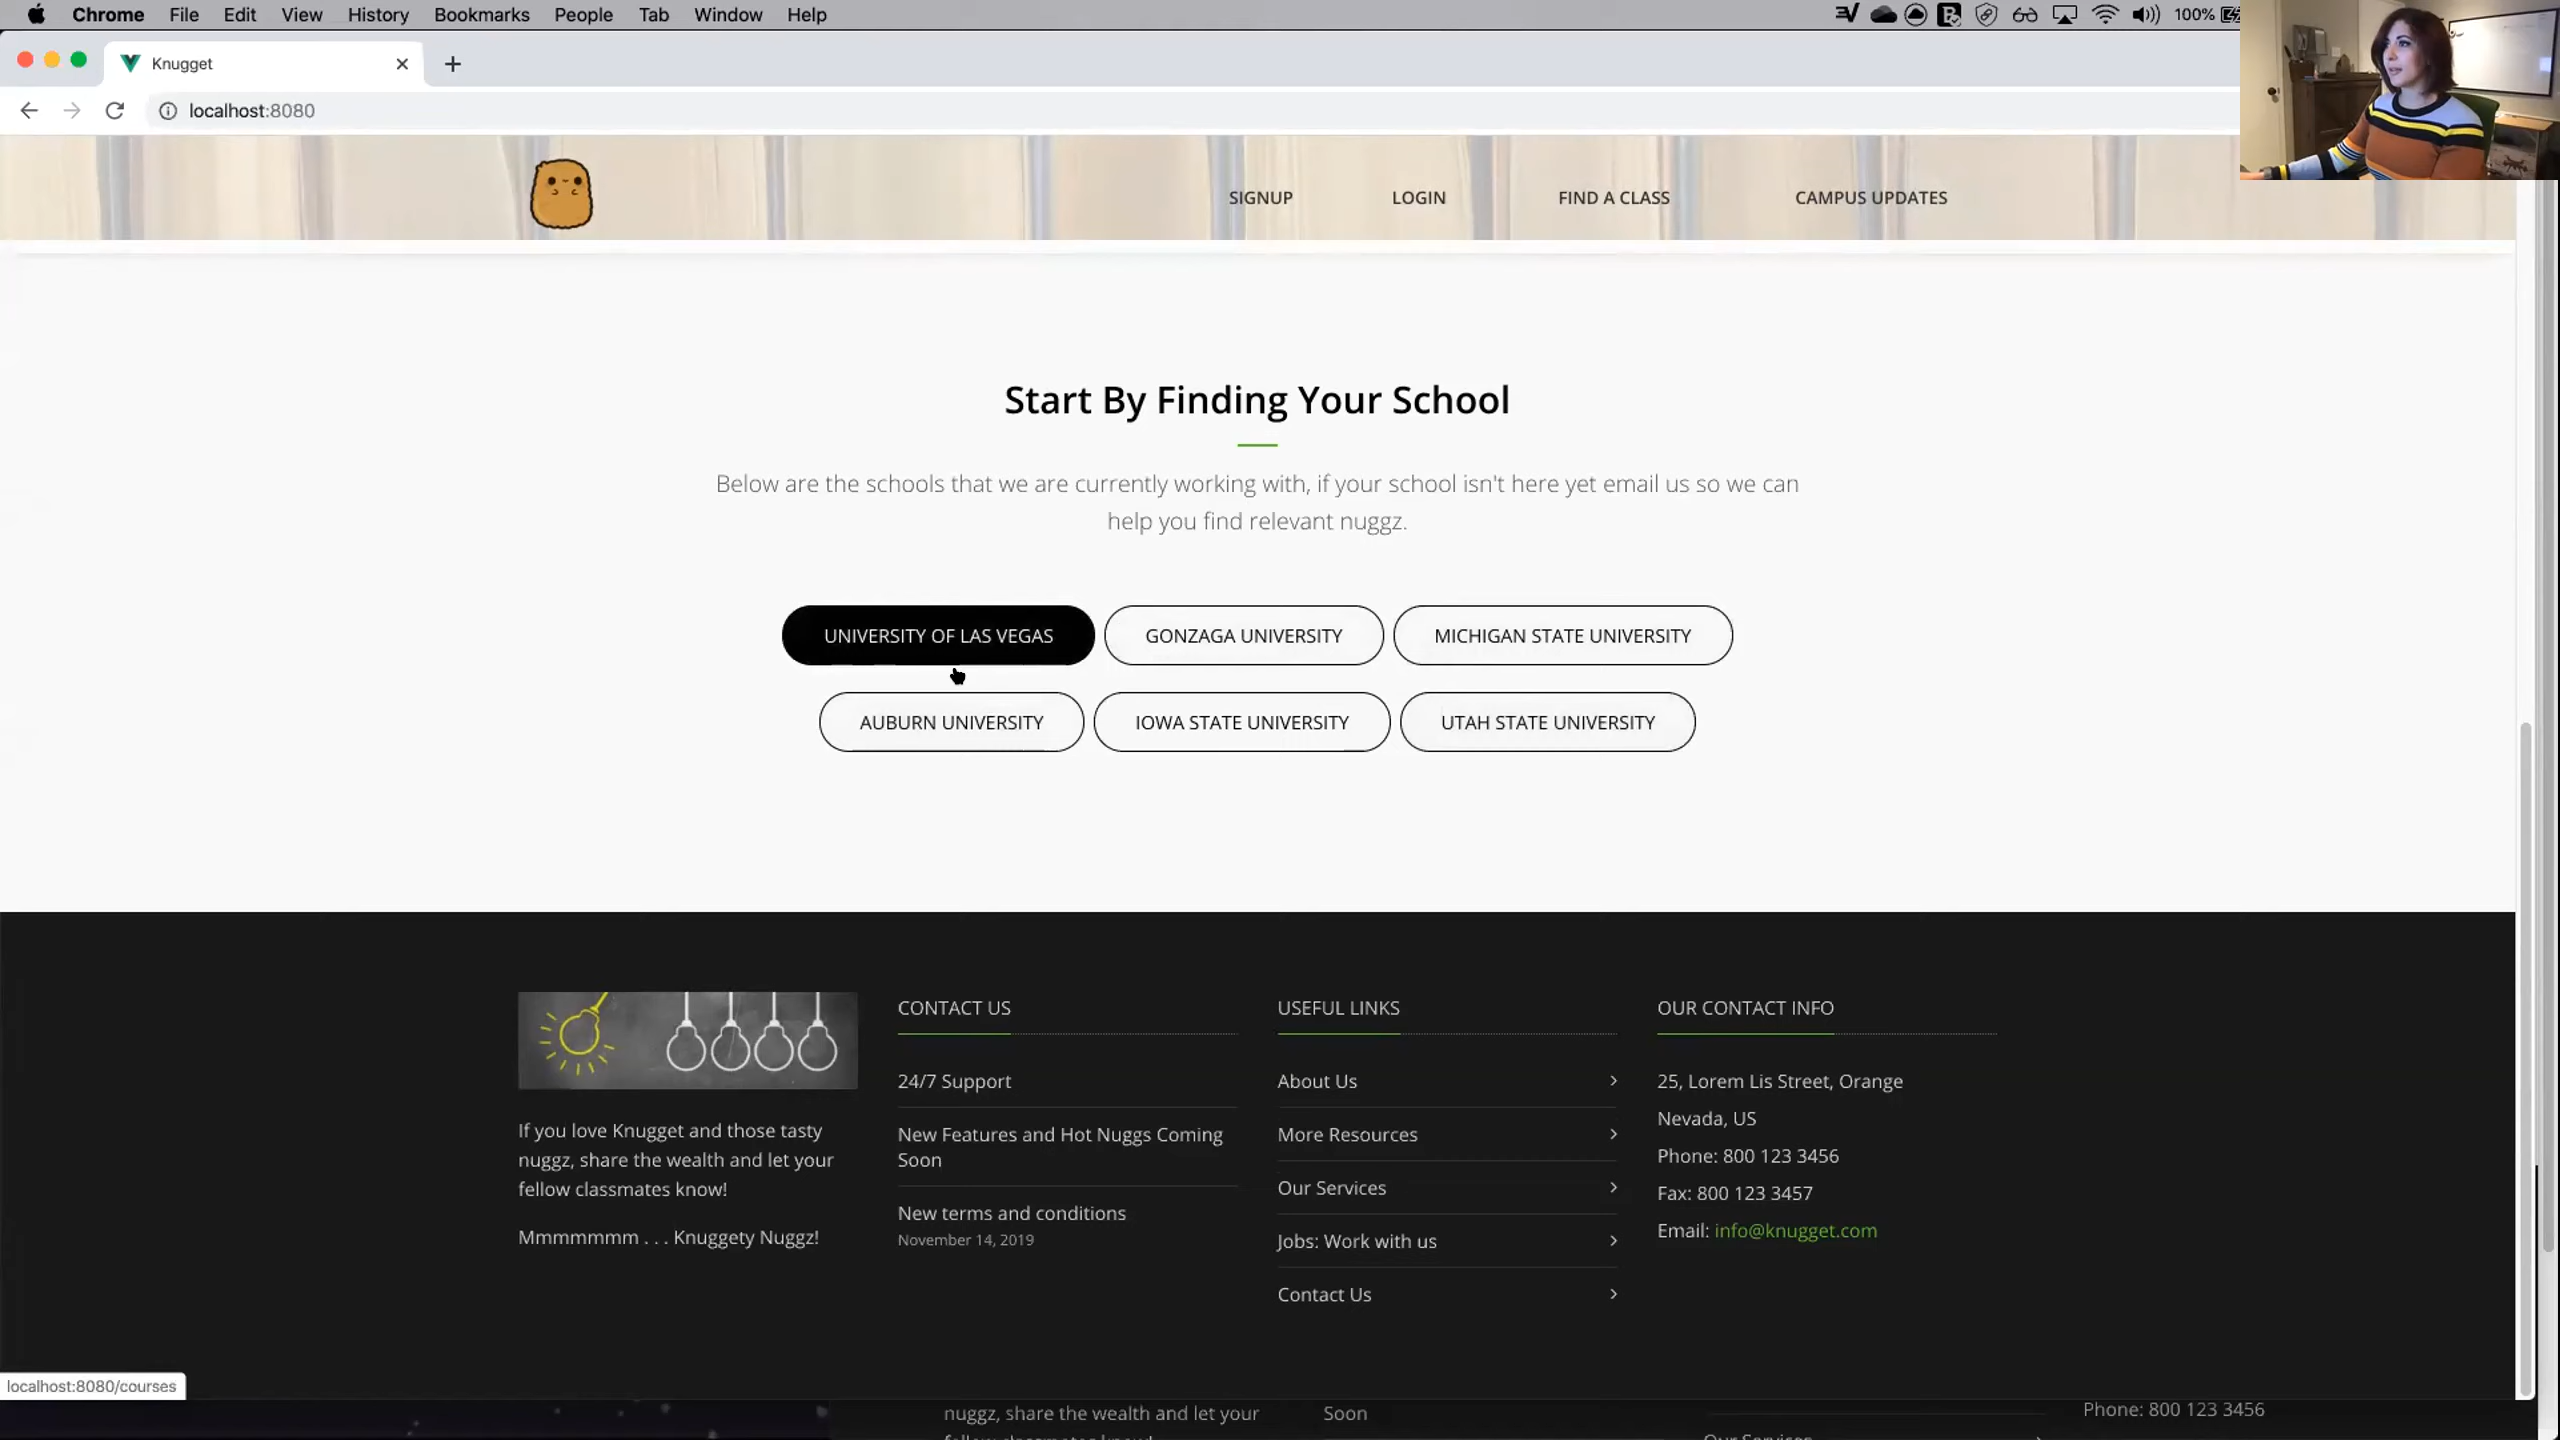 Chrome File Edit View History Bookmarks People Tab Window Help
100%
Knugget
localhost:8080
SIGNUP LOGIN FIND A CLASS CAMPUS UPDATES
Start By Finding Your School
Below are the schools that we are currently working with, if your school isn't here yet email us so we can
help you find relevant nuggz.
UNIVERSITY OF LAS VEGAS GONZAGA UNIVERSITY MICHIGAN STATE UNIVERSITY
AUBURN UNIVERSITY IOWA STATE UNIVERSITY UTAH STATE UNIVERSITY
If you love Knugget and those tasty
nuggz, share the wealth and let your
fellow classmates know!
Mmmmmmm . . . Knuggety Nuggz!
CONTACT US
24/7 Support
New Features and Hot Nuggs Coming
Soon
New terms and conditions
November 14, 2019
USEFUL LINKS
About Us
More Resources
Our Services
Jobs: Work with us
Contact Us
OUR CONTACT INFO
25, Lorem Lis Street, Orange
Nevada, US
Phone: 800 123 3456
Fax: 800 123 3457
Email: info@knugget.com
localhost:8080/courses
nuggz, share the wealth and let your
Soon
Phone: 800 123 3456